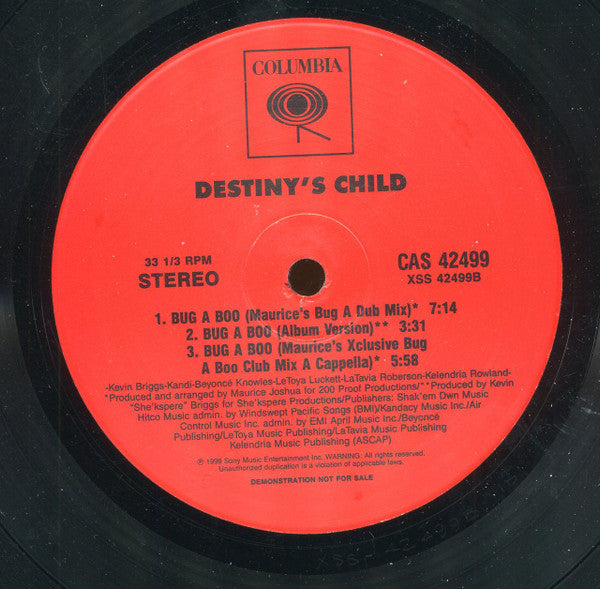 COLUMBIA
DESTINY'S CHILD
33 1/3 RPM
STEREO
CAS 42499
XSS 42499B
1. BUG A BOO (Maurice's Bug A Dub Mix)* 7:14
2. BUG A BOO (Album Version)** 3:31
3. BUG A BOO (Maurice's Xclusive Bug
A Boo Club Mix A Cappella)* 5:58
-Kevin Briggs-Kandi-Beyoncé Knowles-LeToya Luckett-LaTavia Roberson-Kelendria Rowland-
*Produced and arranged by Maurice Joshua for 200 Proof Productions/**Produced by Kevin
"She'kspere" Briggs for She'kspere Productions/Publishers: Shak'em Down Music
Hitco Music admin. by Windswept Pacific Songs (BMI)/Kandacy Music Inc./Air
Control Music Inc. admin. by EMI April Music Inc./Beyoncé
Publishing/LeToya Music Publishing/LaTavia Music Publishing/
Kelendria Music Publishing (ASCAP)
℗ 1999 Sony Music Entertainment Inc. WARNING: All rights reserved.
Unauthorized duplication is a violation of applicable laws.
DEMONSTRATION NOT FOR SALE